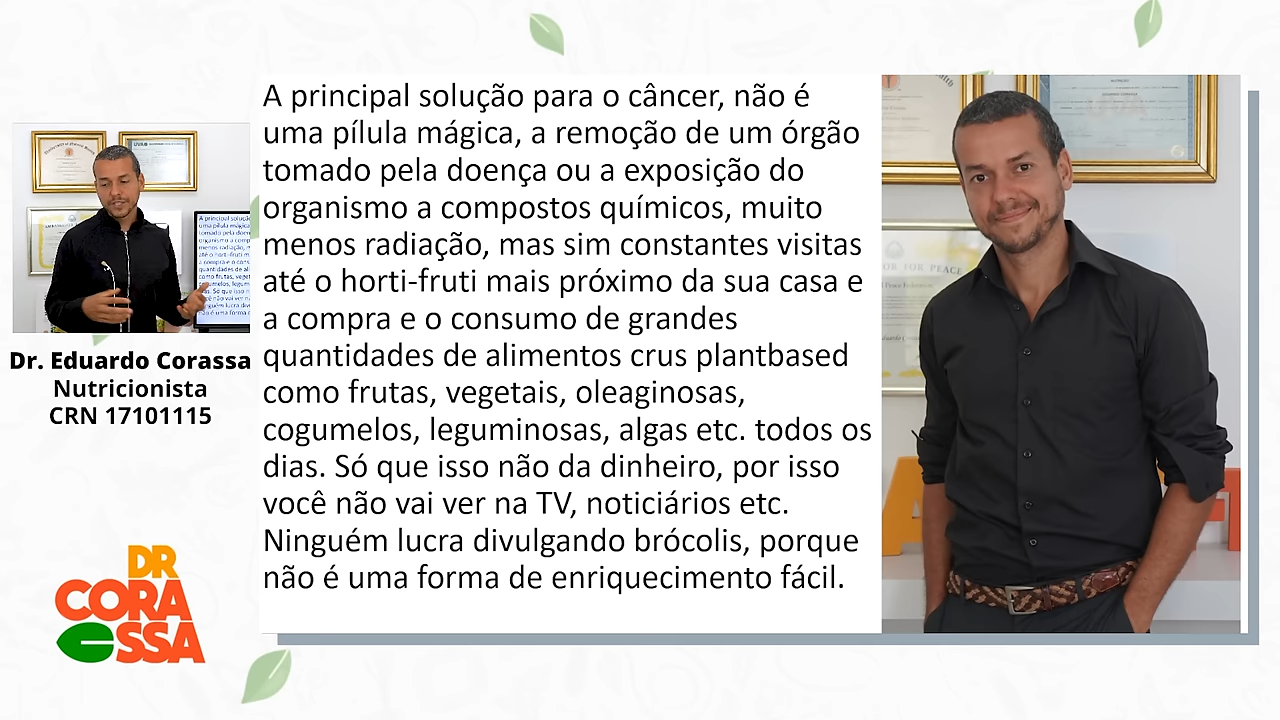 A principal solução para o câncer, não é
uma pílula mágica, a remoção de um órgão
tomado pela doença ou a exposição do
organismo a compostos químicos, muito
menos radiação, mas sim constantes visitas
até o horti-fruti mais próximo da sua casa e
a compra e o consumo de grandes
quantidades de alimentos crus plantbased
como frutas, vegetais, oleaginosas,
cogumelos, leguminosas, algas etc. todos os
dias. Só que isso não da dinheiro, por isso
você não vai ver na TV, noticiários etc.
Ninguém lucra divulgando brócolis, porque
não é uma forma de enriquecimento fácil.
Dr. Eduardo Corassa
Nutricionista
CRN 17101115
DR
CORA
SSA